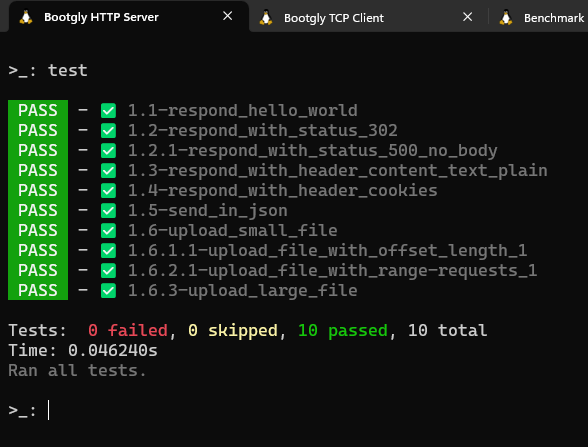 Bootgly HTTP Server × Bootgly TCP Client × Benchmark
>_: test
PASS - ✅ 1.1-respond_hello_world
PASS - ✅ 1.2-respond_with_status_302
PASS - ✅ 1.2.1-respond_with_status_500_no_body
PASS - ✅ 1.3-respond_with_header_content_text_plain
PASS - ✅ 1.4-respond_with_header_cookies
PASS - ✅ 1.5-send_in_json
PASS - ✅ 1.6-upload_small_file
PASS - ✅ 1.6.1.1-upload_file_with_offset_length_1
PASS - ✅ 1.6.2.1-upload_file_with_range-requests_1
PASS - ✅ 1.6.3-upload_large_file
Tests:  0 failed, 0 skipped, 10 passed, 10 total
Time: 0.046240s
Ran all tests.
>_: